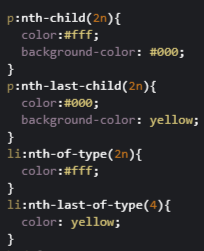 p:nth-child(2n){
color:#fff;
background-color: #000;
}
p:nth-last-child(2n){
color:#000;
background-color: yellow;
}
li:nth-of-type(2n){
color:#fff;
}
li:nth-last-of-type(4){
color: yellow;
}